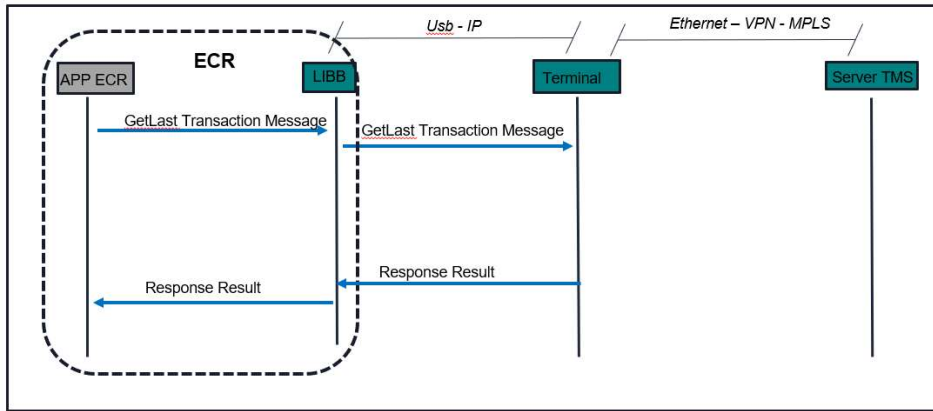 Usb - IP
Ethernet – VPN - MPLS
ECR
APP ECR
LIBB
Terminal
Server TMS
GetLast Transaction Message
GetLast Transaction Message
Response Result
Response Result